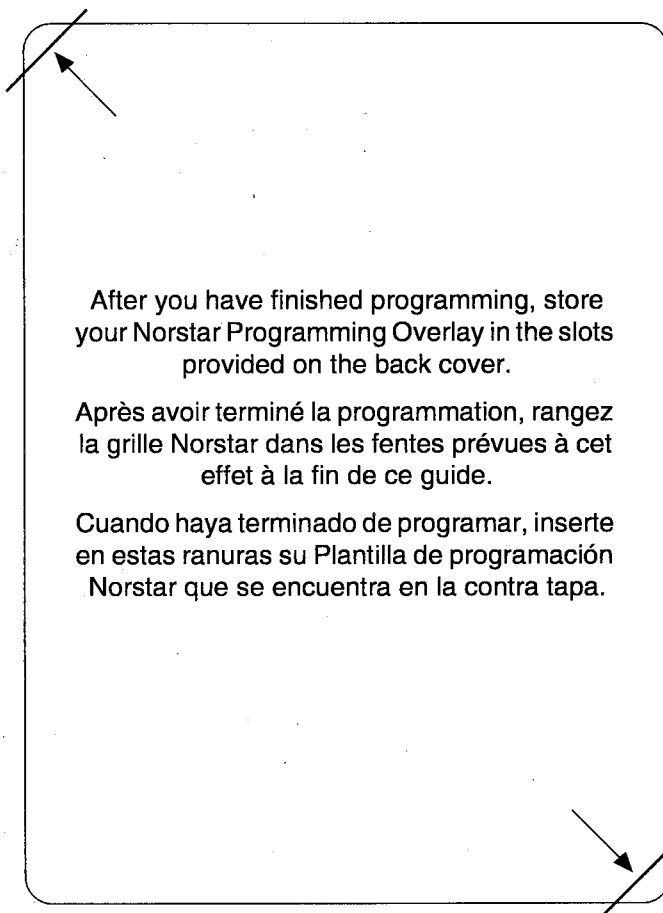 After you have finished programming, store
your Norstar Programming Overlay in the slots
provided on the back cover.
Après avoir terminé la programmation, rangez
la grille Norstar dans les fentes prévues à cet
effet à la fin de ce guide.
Cuando haya terminado de programar, inserte
en estas ranuras su Plantilla de programación
Norstar que se encuentra en la contra tapa.